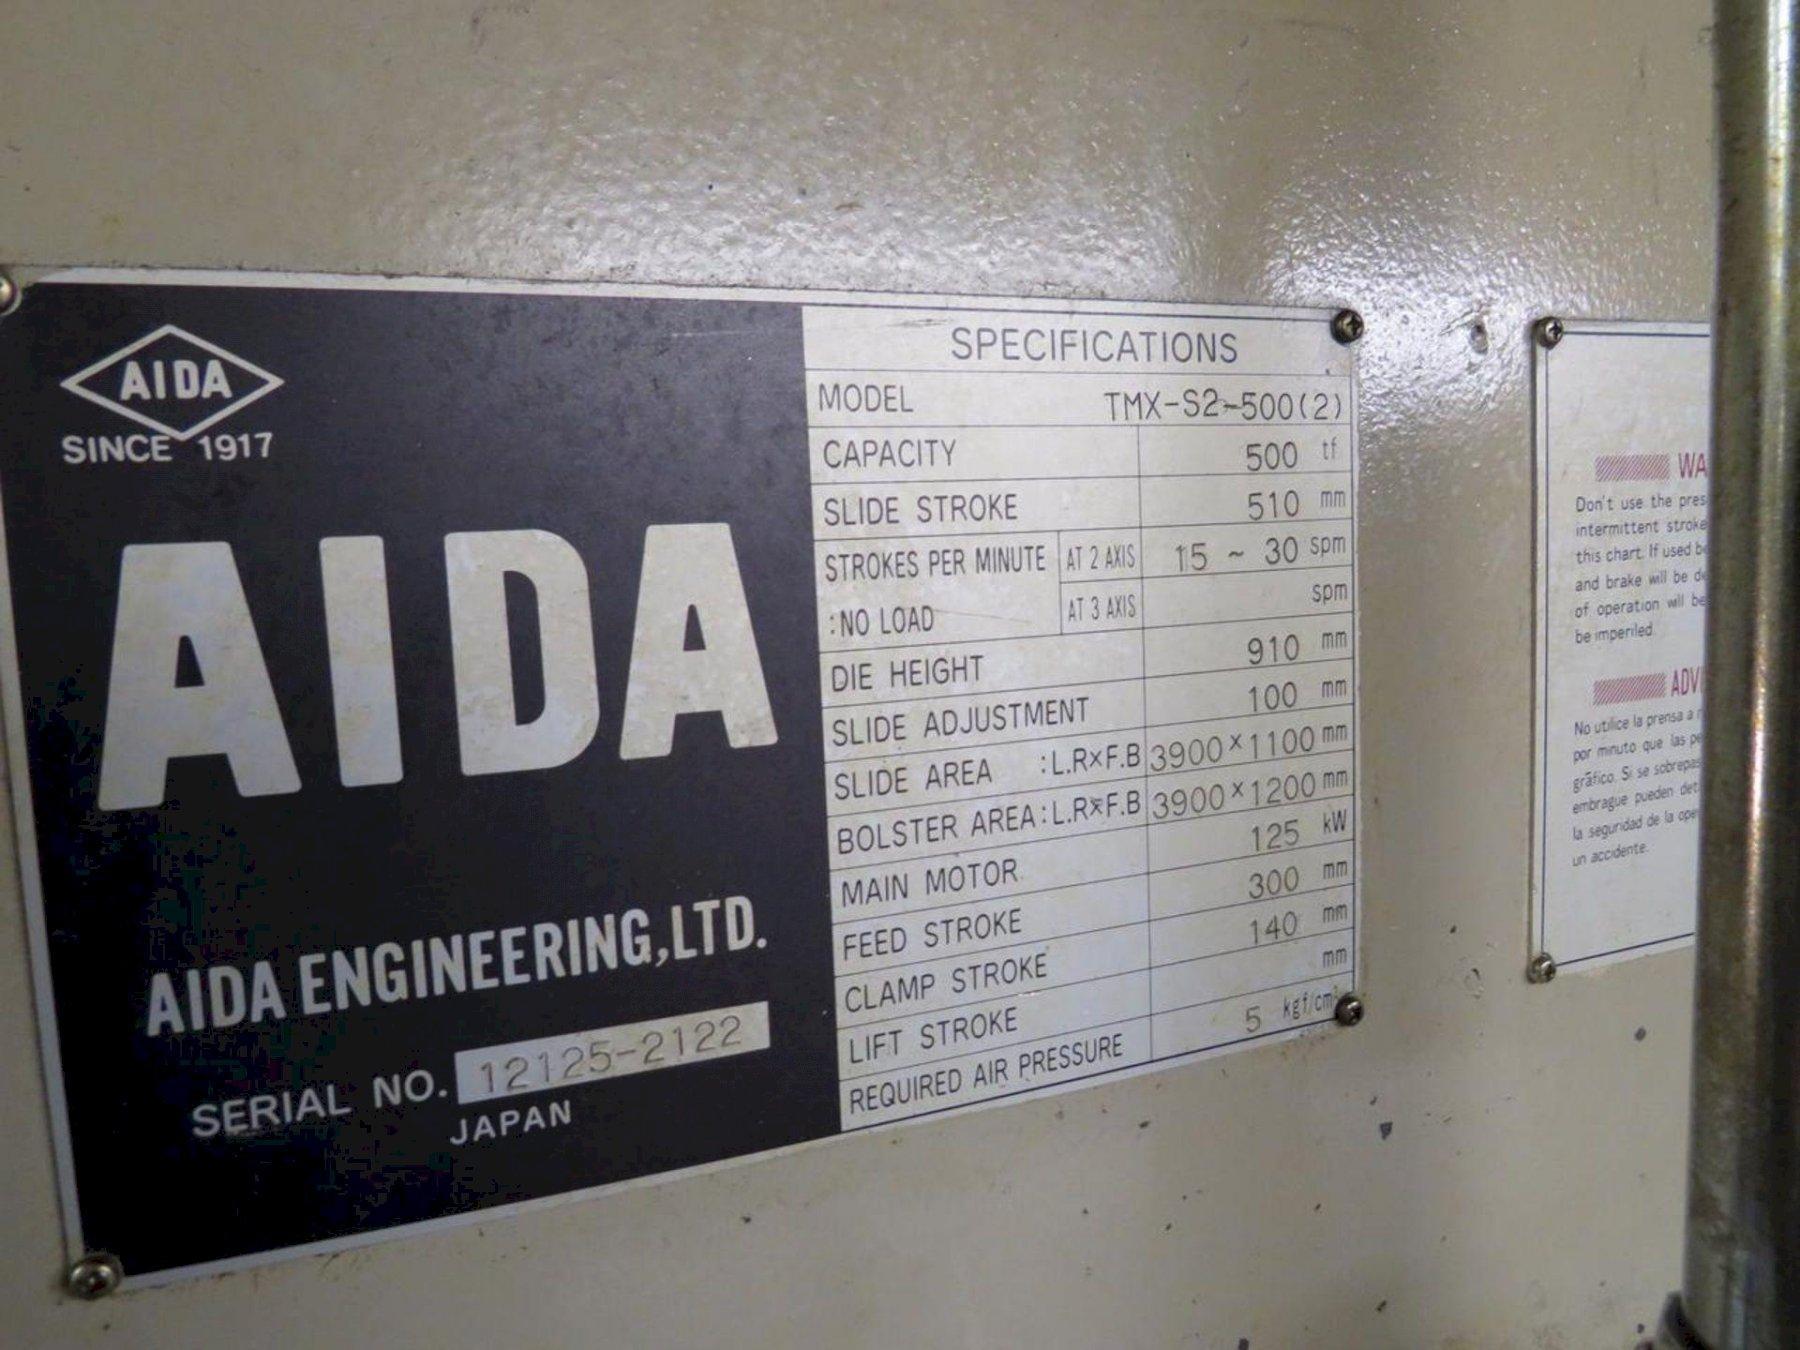 AIDA
SINCE 1917
AIDA
AIDA ENGINEERING,LTD.
SERIAL NO. 12125-2122
JAPAN
SPECIFICATIONS
MODEL TMX-S2-500(2)
CAPACITY 500 tf
SLIDE STROKE 510 mm
STROKES PER MINUTE AT 2 AXIS 15 ~ 30 spm
:NO LOAD AT 3 AXIS spm
DIE HEIGHT 910 mm
SLIDE ADJUSTMENT 100 mm
SLIDE AREA :L.R×F.B 3900×1100 mm
BOLSTER AREA:L.R×F.B 3900×1200 mm
MAIN MOTOR 125 kW
FEED STROKE 300 mm
CLAMP STROKE 140 mm
LIFT STROKE mm
REQUIRED AIR PRESSURE 5 kgf/cm²
WA
Don't use the pres
intermittent stroke
this chart. If used b
and brake will be d
of operation will be
be imperiled.
ADV
No utilice la prensa a
por minuto que las pe
gráfico. Si se sobrepas
embrague pueden det
la seguridad de la ope
un accidente.